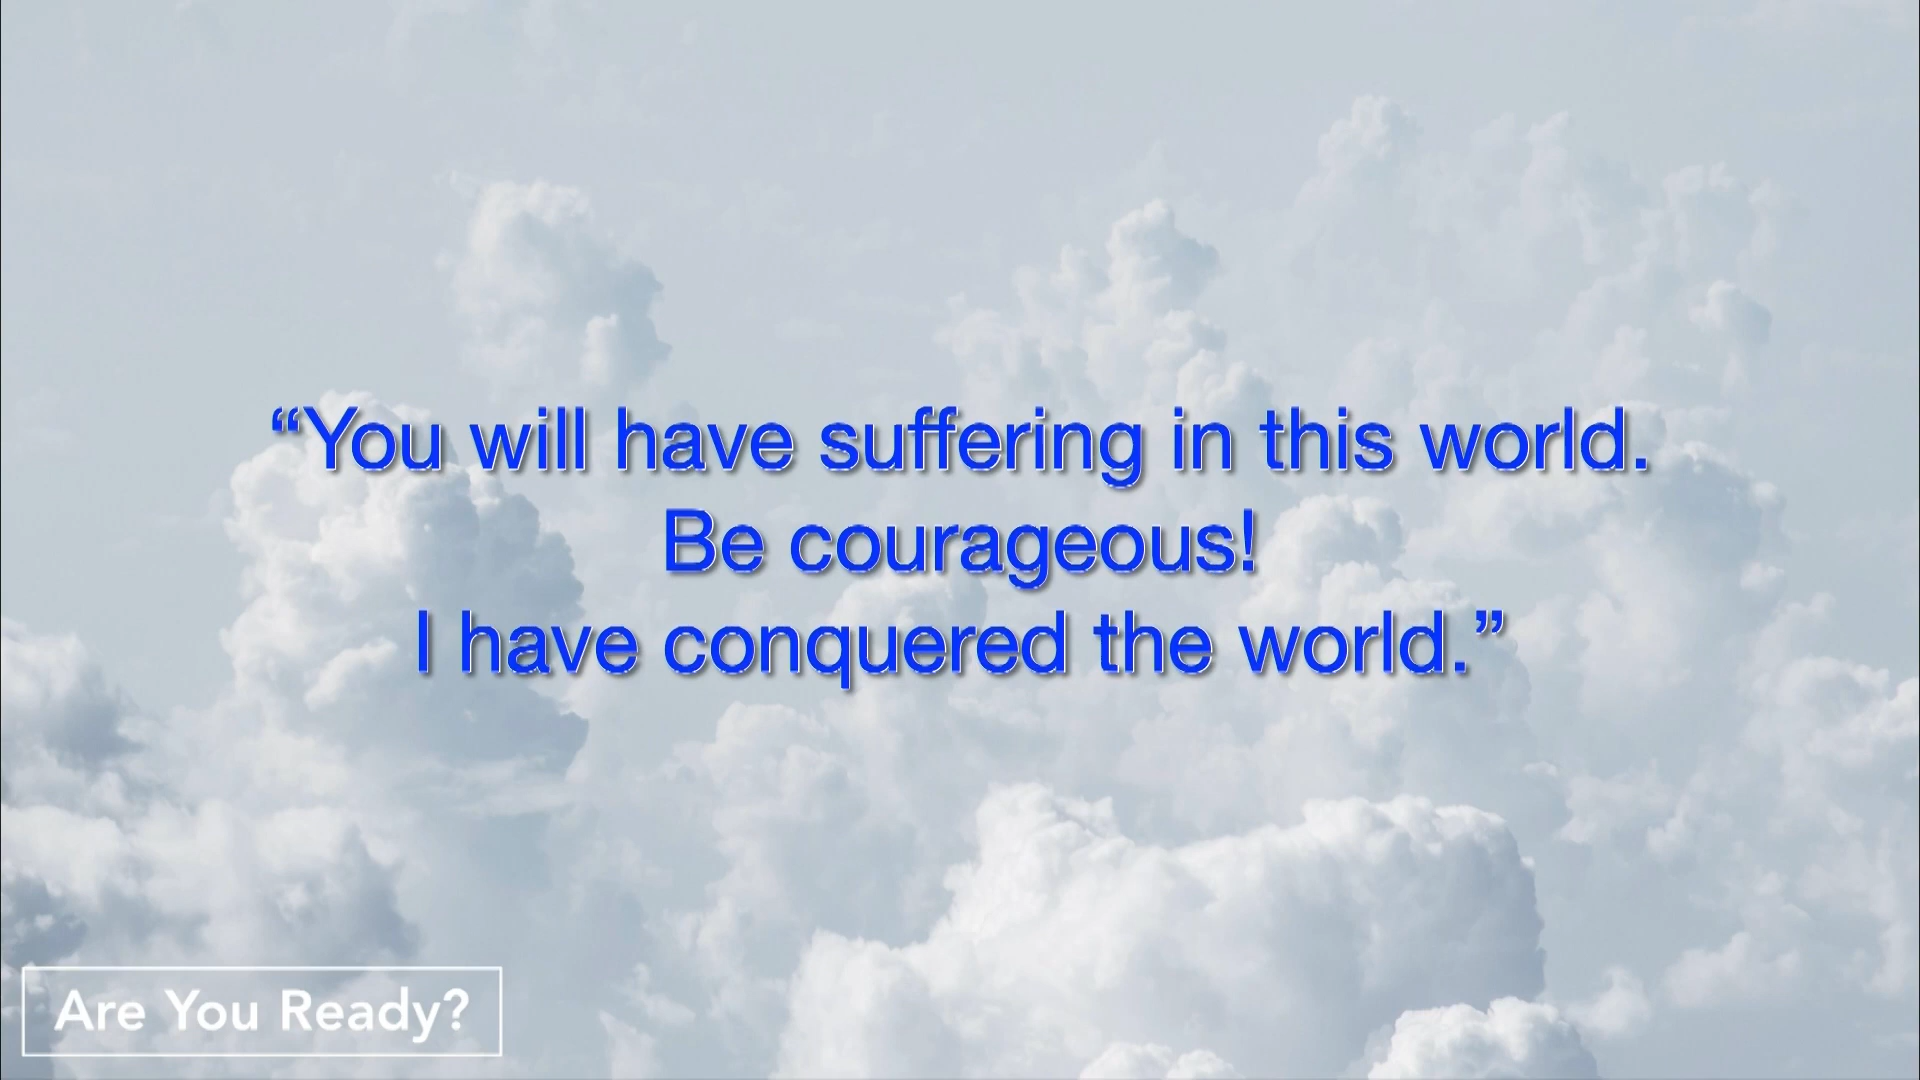 “You will have suffering in this world.
Be courageous!
I have conquered the world.”
Are You Ready?